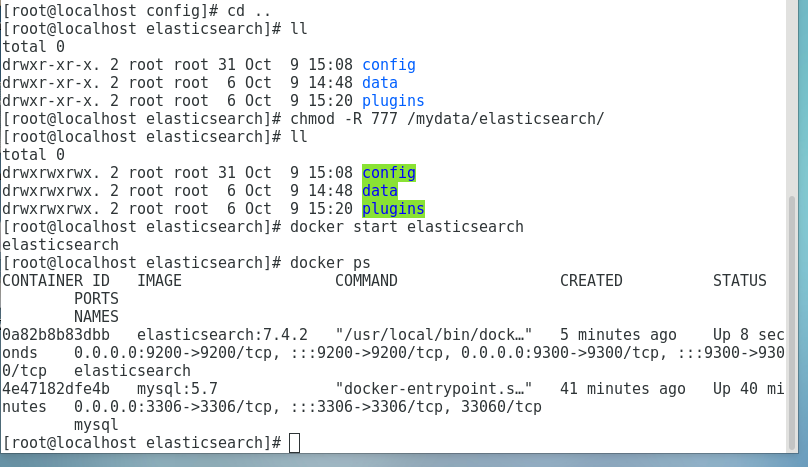 [root@localhost config]# cd ..
[root@localhost elasticsearch]# ll
total 0
drwxr-xr-x. 2 root root 31 Oct  9 15:08 config
drwxr-xr-x. 2 root root  6 Oct  9 14:48 data
drwxr-xr-x. 2 root root  6 Oct  9 15:20 plugins
[root@localhost elasticsearch]# chmod -R 777 /mydata/elasticsearch/
[root@localhost elasticsearch]# ll
total 0
drwxrwxrwx. 2 root root 31 Oct  9 15:08 config
drwxrwxrwx. 2 root root  6 Oct  9 14:48 data
drwxrwxrwx. 2 root root  6 Oct  9 15:20 plugins
[root@localhost elasticsearch]# docker start elasticsearch
elasticsearch
[root@localhost elasticsearch]# docker ps
CONTAINER ID   IMAGE                 COMMAND                  CREATED          STATUS
        PORTS
        NAMES
0a82b8b83dbb   elasticsearch:7.4.2   "/usr/local/bin/dock…"   5 minutes ago    Up 8 sec
onds    0.0.0.0:9200->9200/tcp, :::9200->9200/tcp, 0.0.0.0:9300->9300/tcp, :::9300->930
0/tcp   elasticsearch
4e47182dfe4b   mysql:5.7             "docker-entrypoint.s…"   41 minutes ago   Up 40 mi
nutes   0.0.0.0:3306->3306/tcp, :::3306->3306/tcp, 33060/tcp
        mysql
[root@localhost elasticsearch]#